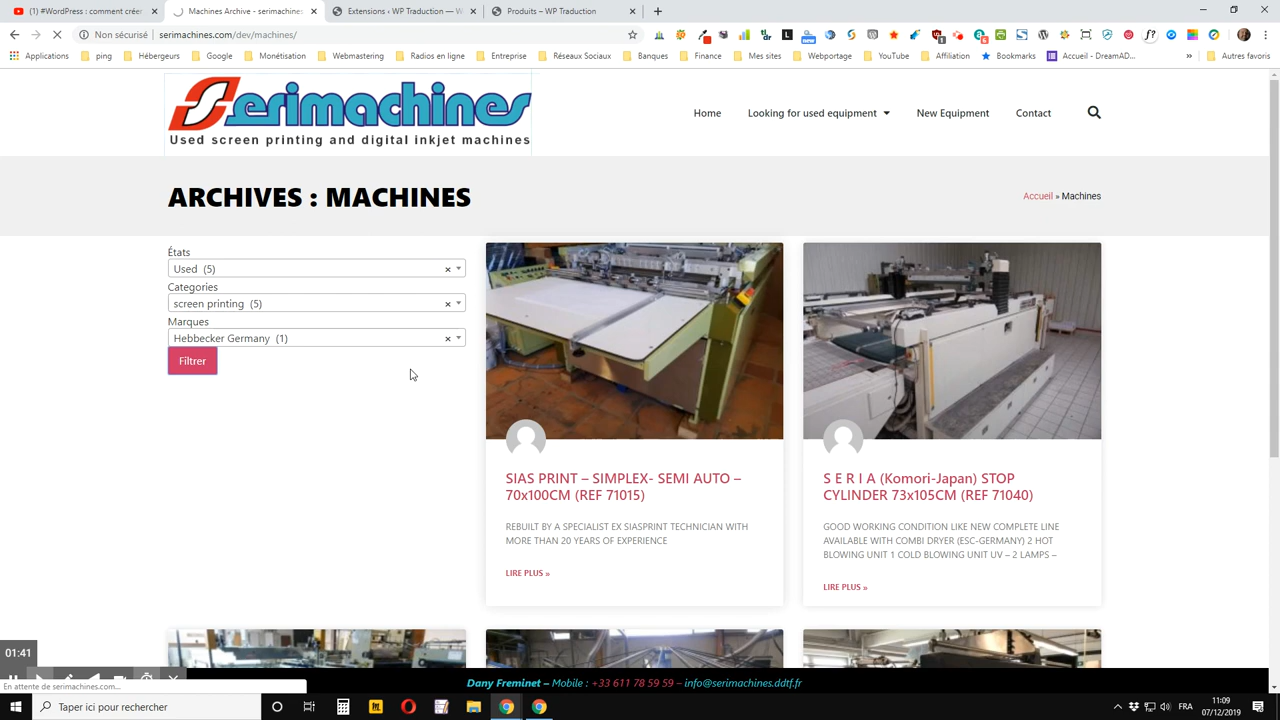 (1) #WordPress : comment créer
Machines Archive - serimachines
Extensions ‹ WP Traduction — W
Produits – WP Traduction
Non sécurisé | serimachines.com/dev/machines/
Applications
ping
Hébergeurs
Google
Monétisation
Webmastering
Radios en ligne
Entreprise
Réseaux Sociaux
Banques
Finance
Mes sites
Webportage
YouTube
Affiliation
Bookmarks
Accueil - DreamAD...
Autres favoris
Serimachines
Used screen printing and digital inkjet machines
Home
Looking for used equipment
New Equipment
Contact
ARCHIVES : MACHINES
Accueil » Machines
États
Used (5)
Categories
screen printing (5)
Marques
Hebbecker Germany (1)
Filtrer
SIAS PRINT – SIMPLEX- SEMI AUTO –
70x100CM (REF 71015)
REBUILT BY A SPECIALIST EX SIASPRINT TECHNICIAN WITH
MORE THAN 20 YEARS OF EXPERIENCE
LIRE PLUS »
S E R I A (Komori-Japan) STOP
CYLINDER 73x105CM (REF 71040)
GOOD WORKING CONDITION LIKE NEW COMPLETE LINE
AVAILABLE WITH COMBI DRYER (ESC-GERMANY) 2 HOT
BLOWING UNIT 1 COLD BLOWING UNIT UV – 2 LAMPS –
LIRE PLUS »
01:41
En attente de serimachines.com...
Dany Freminet – Mobile : +33 611 78 59 59 – info@serimachines.ddtf.fr
Taper ici pour rechercher
FRA
11:09
07/12/2019